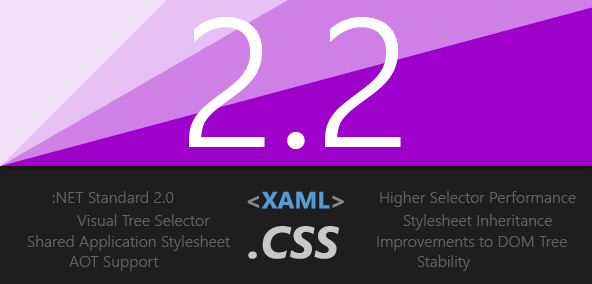 2.2
:NET Standard 2.0
Visual Tree Selector
Shared Application Stylesheet
AOT Support
<XAML>
.CSS
Higher Selector Performance
Stylesheet Inheritance
Improvements to DOM Tree
Stability